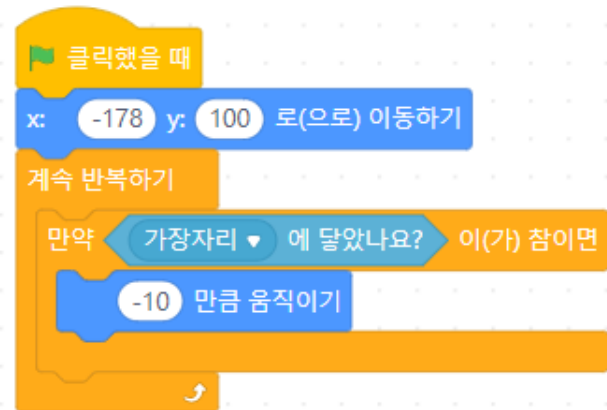 클릭했을 때
x: -178 y: 100 로(으로) 이동하기
계속 반복하기
만약 가장자리 에 닿았나요? 이(가) 참이면
-10 만큼 움직이기